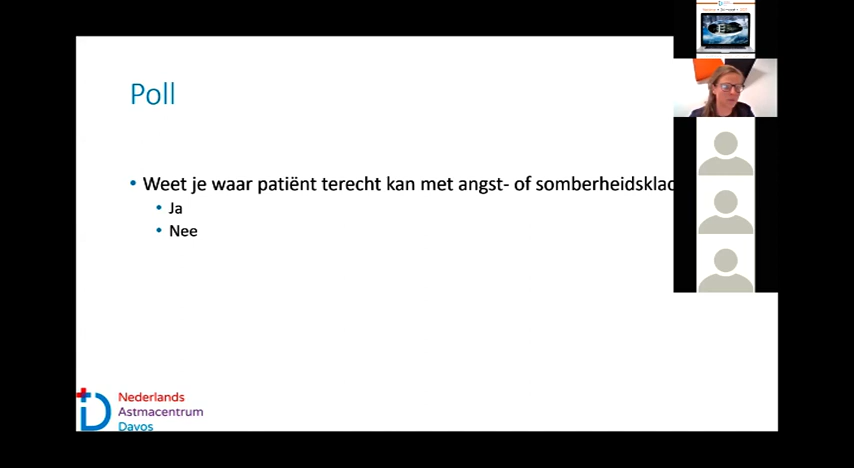 Poll
• Weet je waar patiënt terecht kan met angst- of somberheidsklac
• Ja
• Nee
Nederlands
Astmacentrum
Davos